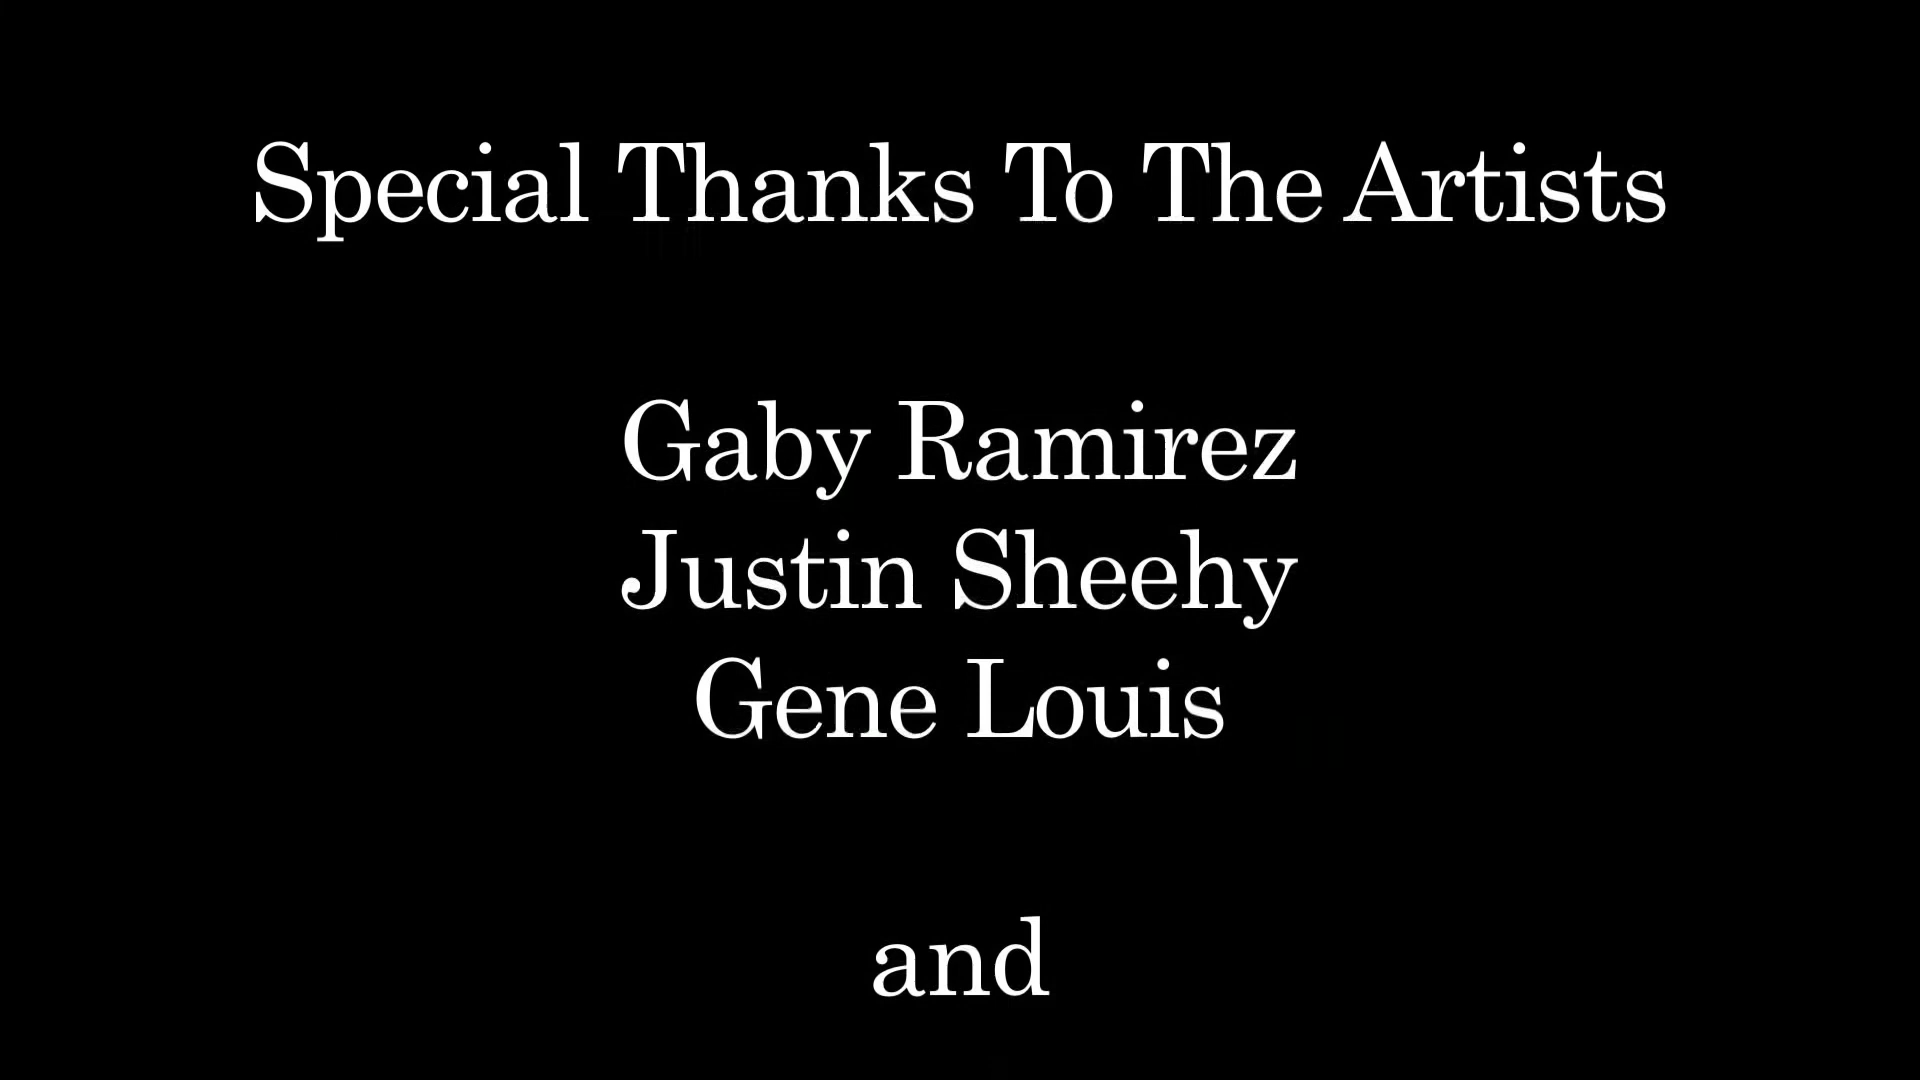 Special Thanks To The Artists
Gaby Ramirez
Justin Sheehy
Gene Louis
and